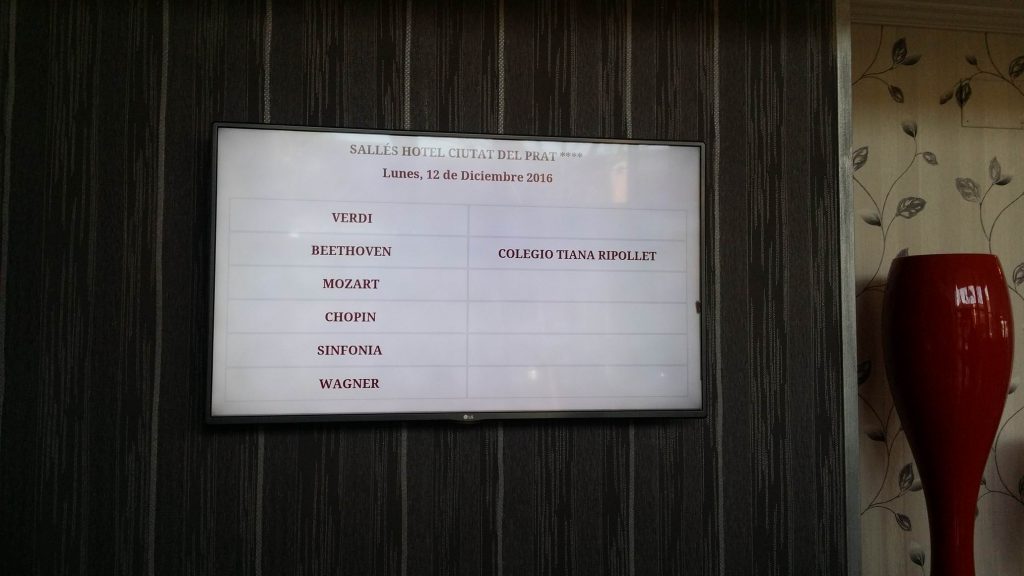 SALLÉS HOTEL CIUTAT DEL PRAT ****
Lunes, 12 de Diciembre 2016
VERDI
BEETHOVEN COLEGIO TIANA RIPOLLET
MOZART
CHOPIN
SINFONIA
WAGNER
LG